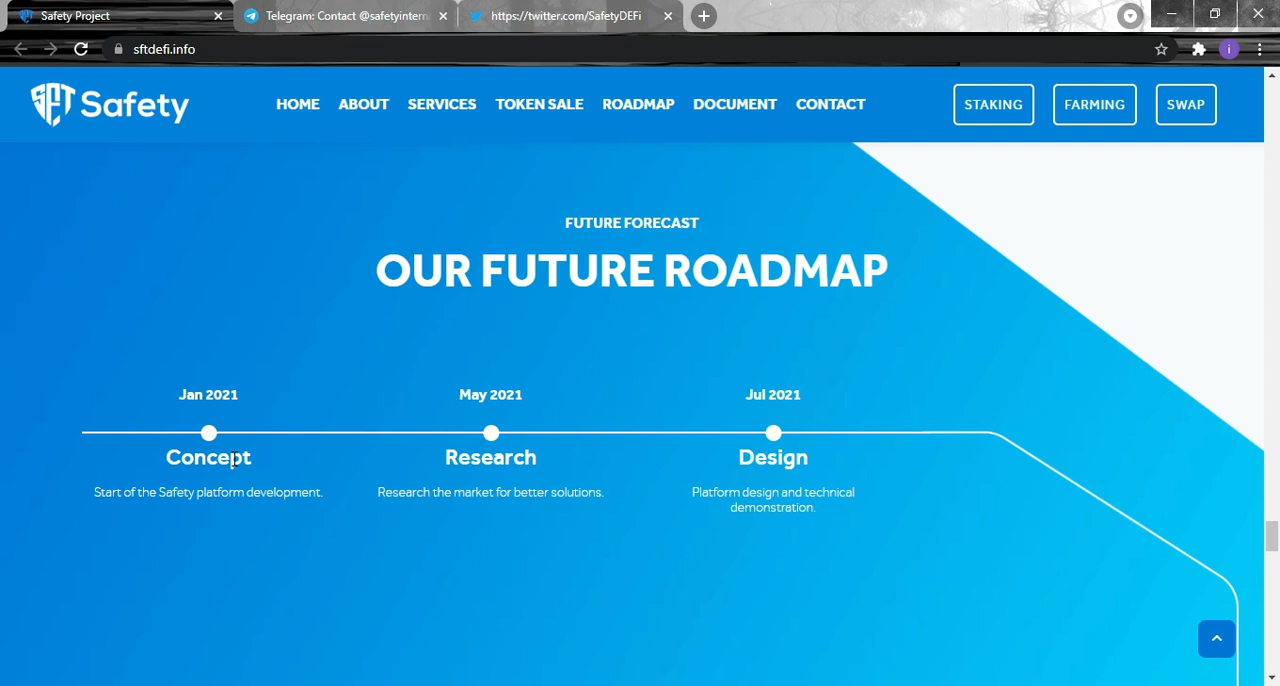 Safety Project
Telegram: Contact @safetyintern
https://twitter.com/SafetyDEFi
sftdefi.info
i
SFT Safety
HOME ABOUT SERVICES TOKEN SALE ROADMAP DOCUMENT CONTACT
STAKING FARMING SWAP
FUTURE FORECAST
OUR FUTURE ROADMAP
Jan 2021
Concept
Start of the Safety platform development.
May 2021
Research
Research the market for better solutions.
Jul 2021
Design
Platform design and technical
demonstration.